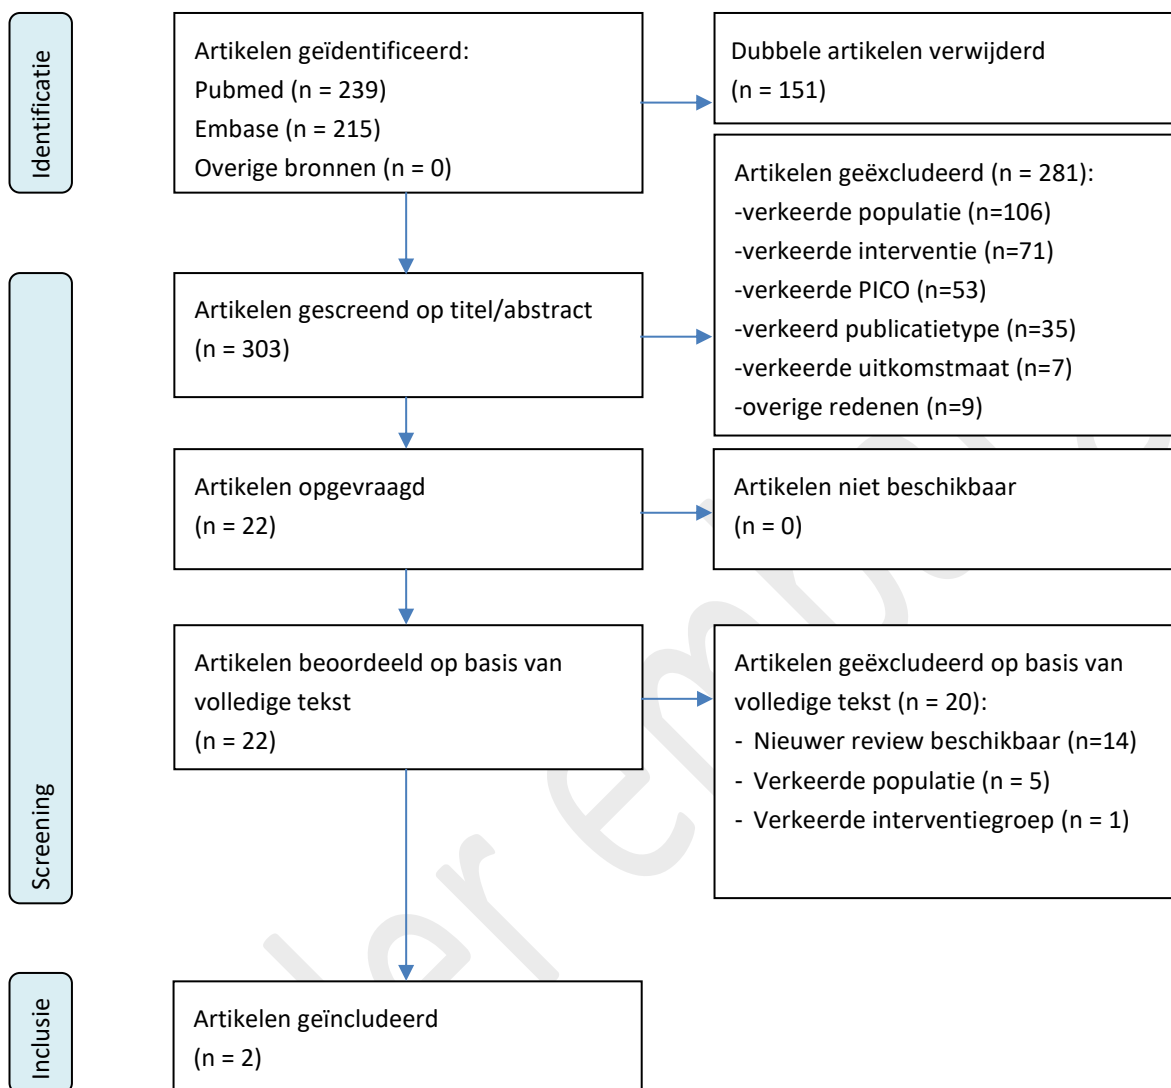 Identificatie
Artikelen geïdentificeerd:
Pubmed (n = 239)
Embase (n = 215)
Overige bronnen (n = 0)
Dubbele artikelen verwijderd
(n = 151)
Artikelen geëxcludeerd (n = 281):
-verkeerde populatie (n=106)
-verkeerde interventie (n=71)
-verkeerde PICO (n=53)
-verkeerd publicatietype (n=35)
-verkeerde uitkomstmaat (n=7)
-overige redenen (n=9)
Screening
Artikelen gescreend op titel/abstract
(n = 303)
Artikelen opgevraagd
(n = 22)
Artikelen niet beschikbaar
(n = 0)
Artikelen beoordeeld op basis van
volledige tekst
(n = 22)
Artikelen geëxcludeerd op basis van
volledige tekst (n = 20):
- Nieuwer review beschikbaar (n=14)
- Verkeerde populatie (n = 5)
- Verkeerde interventiegroep (n = 1)
Inclusie
Artikelen geïncludeerd
(n = 2)